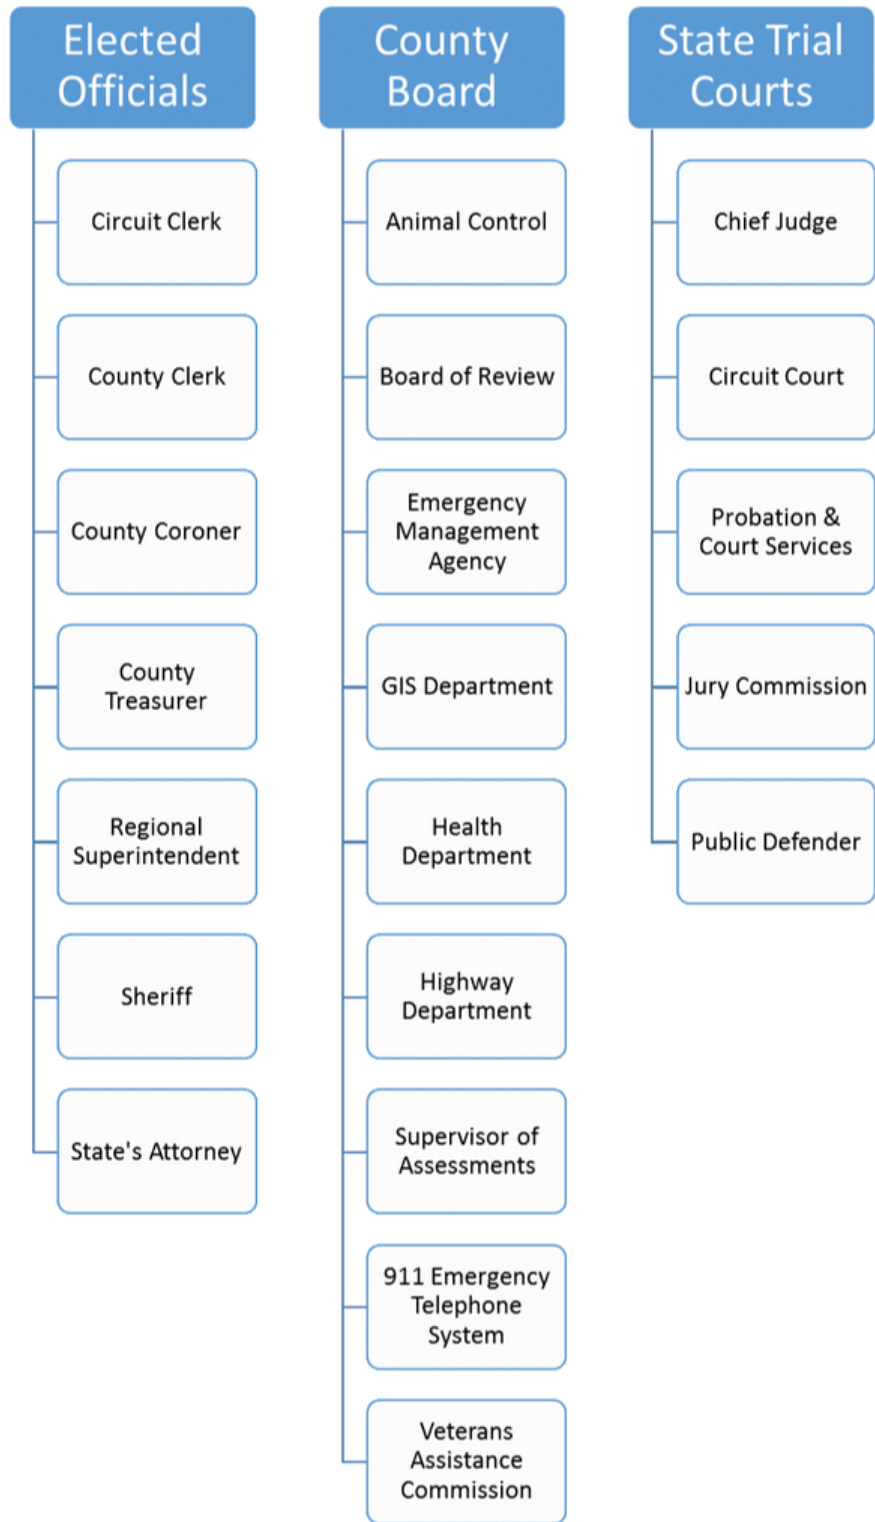 Elected
Officials
Circuit Clerk
County Clerk
County Coroner
County
Treasurer
Regional
Superintendent
Sheriff
State's Attorney
County
Board
Animal Control
Board of Review
Emergency
Management
Agency
GIS Department
Health
Department
Highway
Department
Supervisor of
Assessments
911 Emergency
Telephone
System
Veterans
Assistance
Commission
State Trial
Courts
Chief Judge
Circuit Court
Probation &
Court Services
Jury Commission
Public Defender